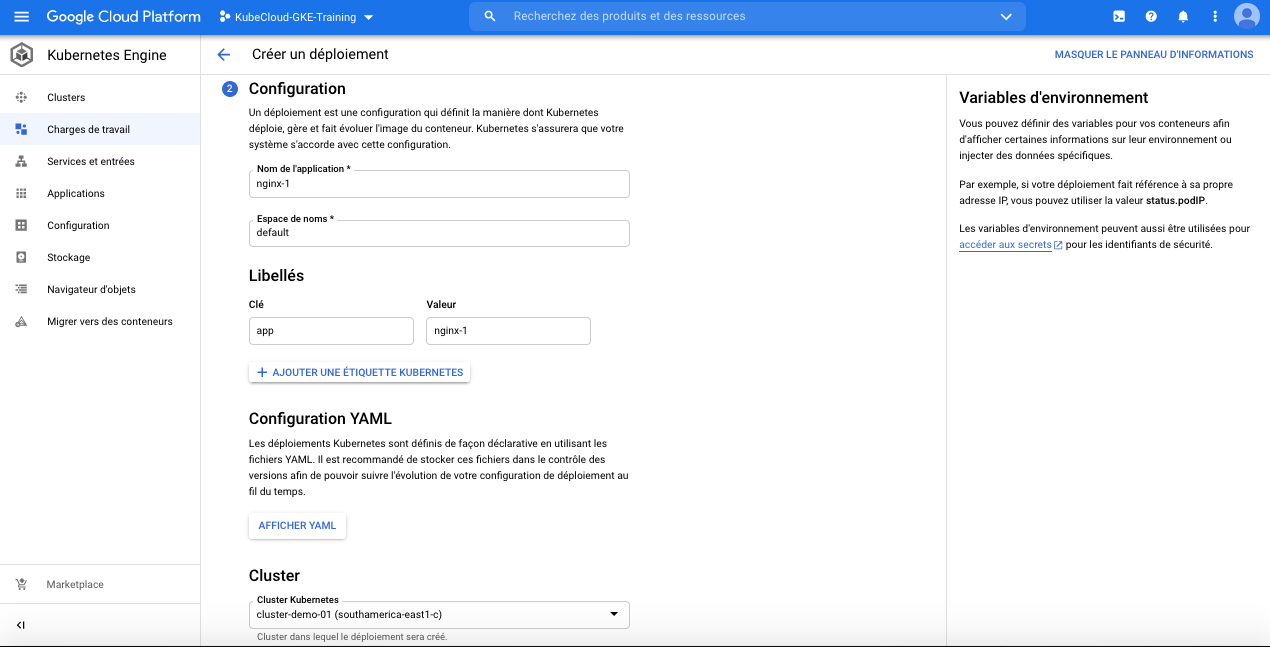 Google Cloud Platform
KubeCloud-GKE-Training
Recherchez des produits et des ressources
Kubernetes Engine
Créer un déploiement
MASQUER LE PANNEAU D'INFORMATIONS
Clusters
Charges de travail
Services et entrées
Applications
Configuration
Stockage
Navigateur d'objets
Migrer vers des conteneurs
Marketplace
2 Configuration
Un déploiement est une configuration qui définit la manière dont Kubernetes
déploie, gère et fait évoluer l'image du conteneur. Kubernetes s'assurera que votre
système s'accorde avec cette configuration.
Nom de l'application *
nginx-1
Espace de noms *
default
Libellés
Clé Valeur
app nginx-1
AJOUTER UNE ÉTIQUETTE KUBERNETES
Configuration YAML
Les déploiements Kubernetes sont définis de façon déclarative en utilisant les
fichiers YAML. Il est recommandé de stocker ces fichiers dans le contrôle des
versions afin de pouvoir suivre l'évolution de votre configuration de déploiement au
fil du temps.
AFFICHER YAML
Cluster
Cluster Kubernetes
cluster-demo-01 (southamerica-east1-c)
Cluster dans lequel le déploiement sera créé.
Variables d'environnement
Vous pouvez définir des variables pour vos conteneurs afin
d'afficher certaines informations sur leur environnement ou
injecter des données spécifiques.
Par exemple, si votre déploiement fait référence à sa propre
adresse IP, vous pouvez utiliser la valeur status.podIP.
Les variables d'environnement peuvent aussi être utilisées pour
accéder aux secrets pour les identifiants de sécurité.